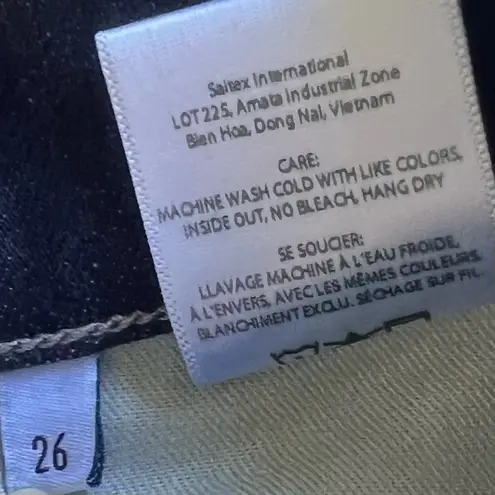 Saitex International
LOT 225, Amata Industrial Zone
Bien Hoa, Dong Nai, Vietnam
CARE:
MACHINE WASH COLD WITH LIKE COLORS,
INSIDE OUT, NO BLEACH, HANG DRY
SE SOUCIER:
LLAVAGE MACHINE À L'EAU FROIDE,
À L'ENVERS, AVEC LES MÊMES COULEURS.
BLANCHIMENT EXCLU. SÉCHAGE SUR FIL.
26